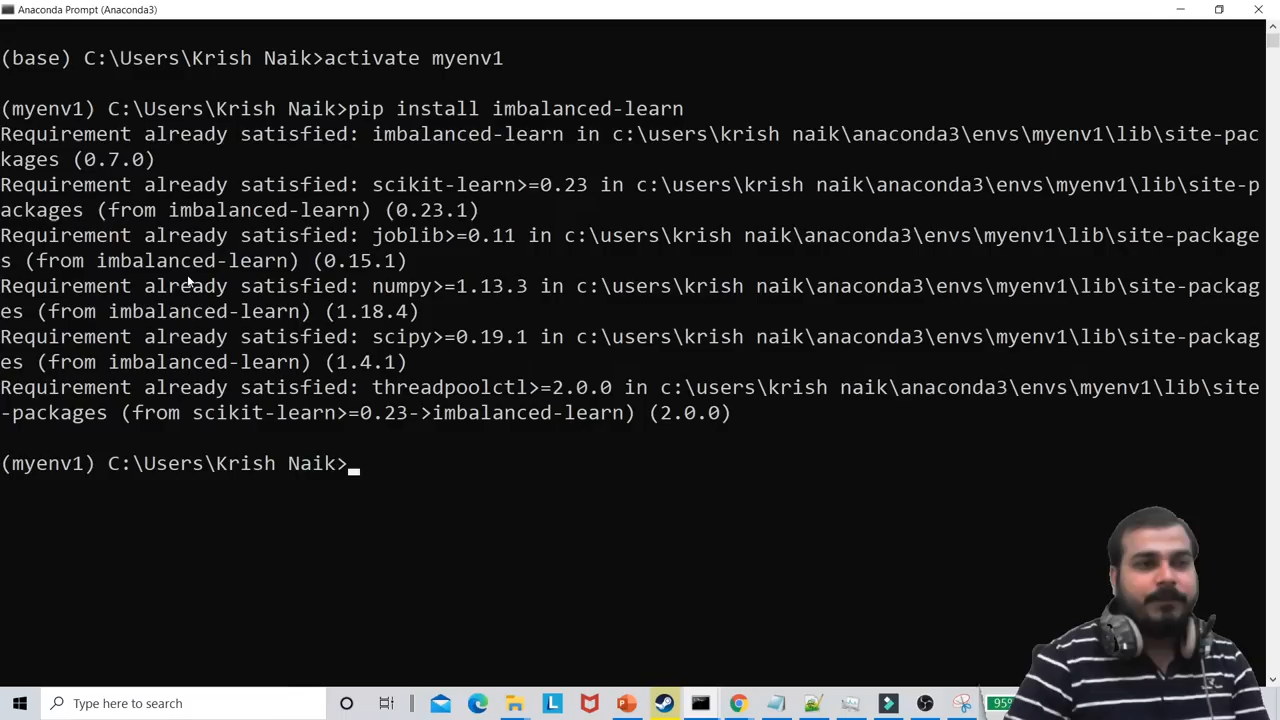 Anaconda Prompt (Anaconda3)
(base) C:\Users\Krish Naik>activate myenv1
(myenv1) C:\Users\Krish Naik>pip install imbalanced-learn
Requirement already satisfied: imbalanced-learn in c:\users\krish naik\anaconda3\envs\myenv1\lib\site-pac
kages (0.7.0)
Requirement already satisfied: scikit-learn>=0.23 in c:\users\krish naik\anaconda3\envs\myenv1\lib\site-p
ackages (from imbalanced-learn) (0.23.1)
Requirement already satisfied: joblib>=0.11 in c:\users\krish naik\anaconda3\envs\myenv1\lib\site-package
s (from imbalanced-learn) (0.15.1)
Requirement already satisfied: numpy>=1.13.3 in c:\users\krish naik\anaconda3\envs\myenv1\lib\site-packag
es (from imbalanced-learn) (1.18.4)
Requirement already satisfied: scipy>=0.19.1 in c:\users\krish naik\anaconda3\envs\myenv1\lib\site-packag
es (from imbalanced-learn) (1.4.1)
Requirement already satisfied: threadpoolctl>=2.0.0 in c:\users\krish naik\anaconda3\envs\myenv1\lib\site
-packages (from scikit-learn>=0.23->imbalanced-learn) (2.0.0)
(myenv1) C:\Users\Krish Naik>
Type here to search
L
95%